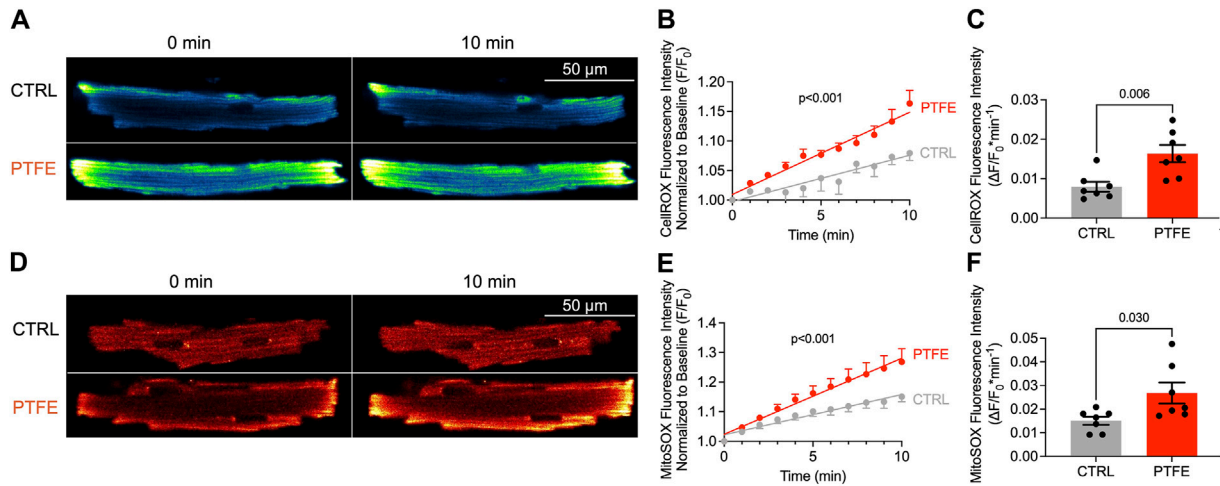 A
0 min 10 min
CTRL
50 µm
PTFE
B
CellROX Fluorescence Intensity
Normalized to Baseline (F/F0)
1.20
1.15
1.10
1.05
1.00
p<0.001
PTFE
CTRL
0 5 10
Time (min)
C
CellROX Fluorescence Intensity
(ΔF/F0*min-1)
0.03
0.02
0.01
0.00
0.006
CTRL PTFE
D
0 min 10 min
CTRL
50 µm
PTFE
E
MitoSOX Fluorescence Intensity
Normalized to Baseline (F/F0)
1.4
1.3
1.2
1.1
1.0
p<0.001
PTFE
CTRL
0 5 10
Time (min)
F
MitoSOX Fluorescence Intensity
(ΔF/F0*min-1)
0.05
0.04
0.03
0.02
0.01
0.00
0.030
CTRL PTFE